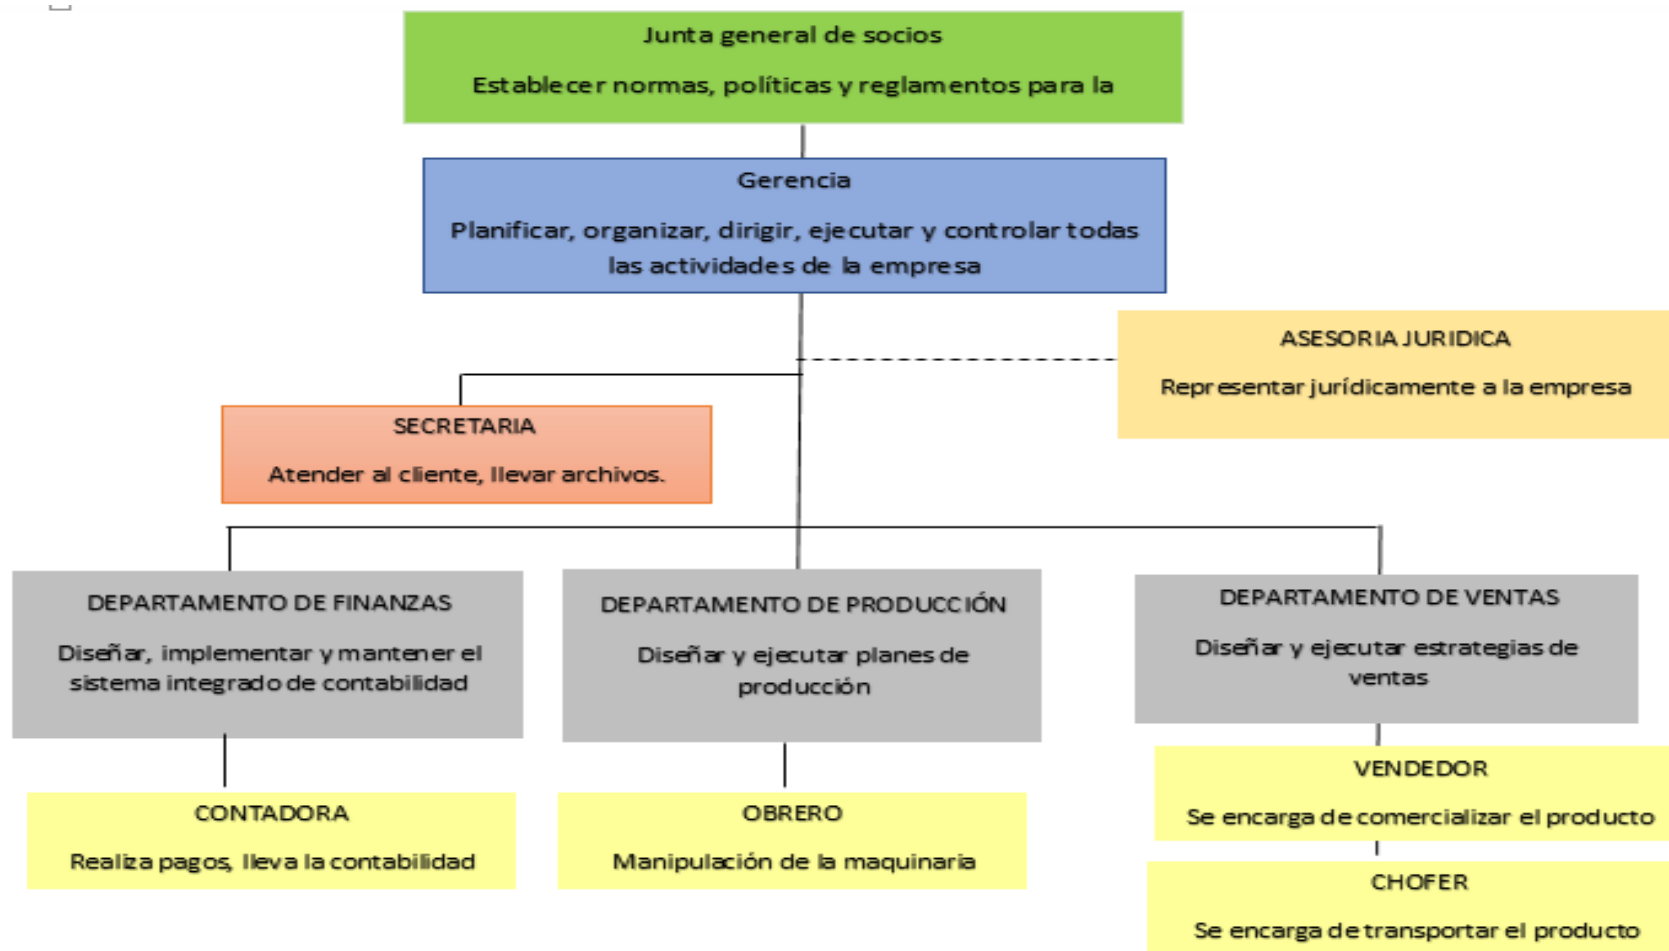 Junta general de socios
Establecer normas, políticas y reglamentos para la
Gerencia
Planificar, organizar, dirigir, ejecutar y controlar todas
las actividades de la empresa
ASESORIA JURIDICA
Representar jurídicamente a la empresa
SECRETARIA
Atender al cliente, llevar archivos.
DEPARTAMENTO DE FINANZAS
Diseñar, implementar y mantener el
sistema integrado de contabilidad
DEPARTAMENTO DE PRODUCCIÓN
Diseñar y ejecutar planes de
producción
DEPARTAMENTO DE VENTAS
Diseñar y ejecutar estrategias de
ventas
CONTADORA
Realiza pagos, lleva la contabilidad
OBRERO
Manipulación de la maquinaria
VENDEDOR
Se encarga de comercializar el producto
CHOFER
Se encarga de transportar el producto